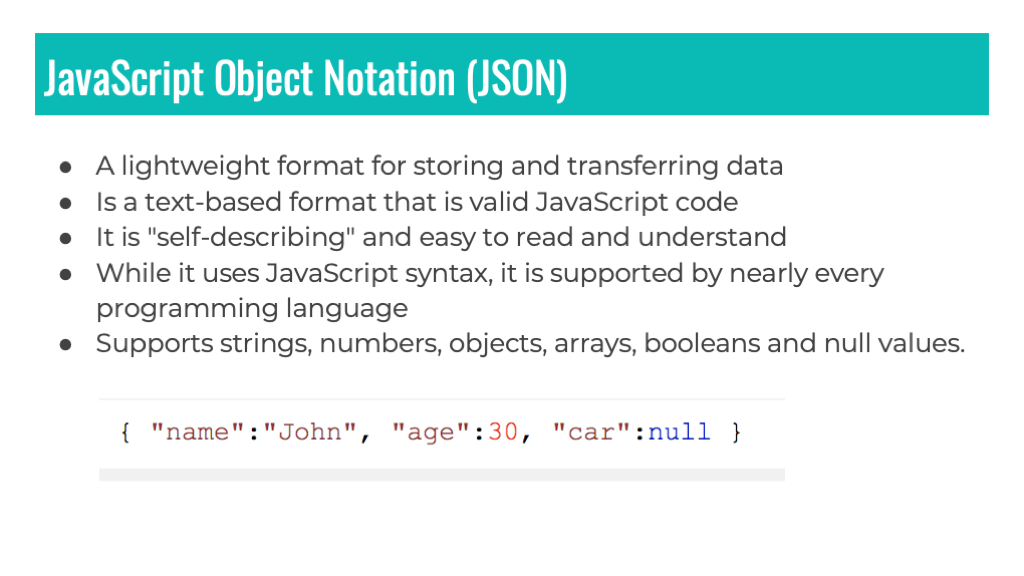 JavaScript Object Notation (JSON)
● A lightweight format for storing and transferring data
● Is a text-based format that is valid JavaScript code
● It is "self-describing" and easy to read and understand
● While it uses JavaScript syntax, it is supported by nearly every
programming language
● Supports strings, numbers, objects, arrays, booleans and null values.
{ "name":"John", "age":30, "car":null }